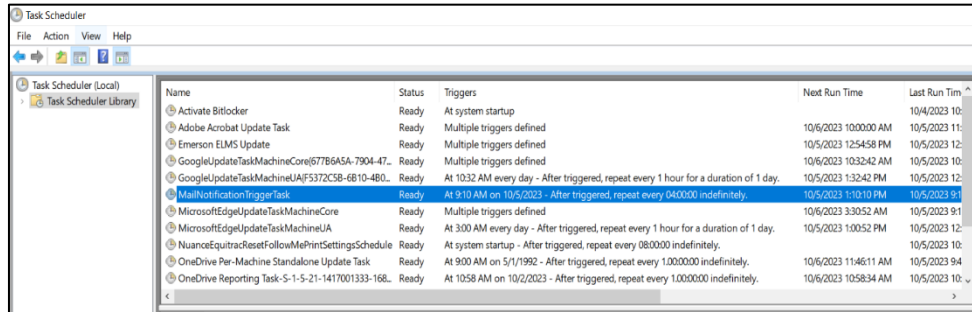 Task Scheduler
File Action View Help
Task Scheduler (Local)
Task Scheduler Library
Name Status Triggers Next Run Time Last Run Tim
Activate Bitlocker Ready At system startup 10/4/2023 10:
Adobe Acrobat Update Task Ready Multiple triggers defined 10/6/2023 10:00:00 AM 10/5/2023 11:
Emerson ELMS Update Ready Multiple triggers defined 10/5/2023 12:54:58 PM 10/5/2023 12:
GoogleUpdateTaskMachineCore{677B6A5A-7904-47... Ready Multiple triggers defined 10/6/2023 10:32:42 AM 10/5/2023 10:
GoogleUpdateTaskMachineUA{F5372C5B-6B10-4B0... Ready At 10:32 AM every day - After triggered, repeat every 1 hour for a duration of 1 day. 10/5/2023 1:32:42 PM 10/5/2023 12:
MailNotificationTriggerTask Ready At 9:10 AM on 10/5/2023 - After triggered, repeat every 04:00:00 indefinitely. 10/5/2023 1:10:10 PM 10/5/2023 9:1
MicrosoftEdgeUpdateTaskMachineCore Ready Multiple triggers defined 10/6/2023 3:30:52 AM 10/5/2023 9:1
MicrosoftEdgeUpdateTaskMachineUA Ready At 3:00 AM every day - After triggered, repeat every 1 hour for a duration of 1 day. 10/5/2023 1:00:52 PM 10/5/2023 12:
NuanceEquitracResetFollowMePrintSettingsSchedule Ready At system startup - After triggered, repeat every 08:00:00 indefinitely. 10/5/2023 10:
OneDrive Per-Machine Standalone Update Task Ready At 9:00 AM on 5/1/1992 - After triggered, repeat every 1.00:00:00 indefinitely. 10/6/2023 11:46:11 AM 10/5/2023 9:4
OneDrive Reporting Task-S-1-5-21-1417001333-168... Ready At 10:58 AM on 10/2/2023 - After triggered, repeat every 1.00:00:00 indefinitely. 10/6/2023 10:58:34 AM 10/5/2023 10: